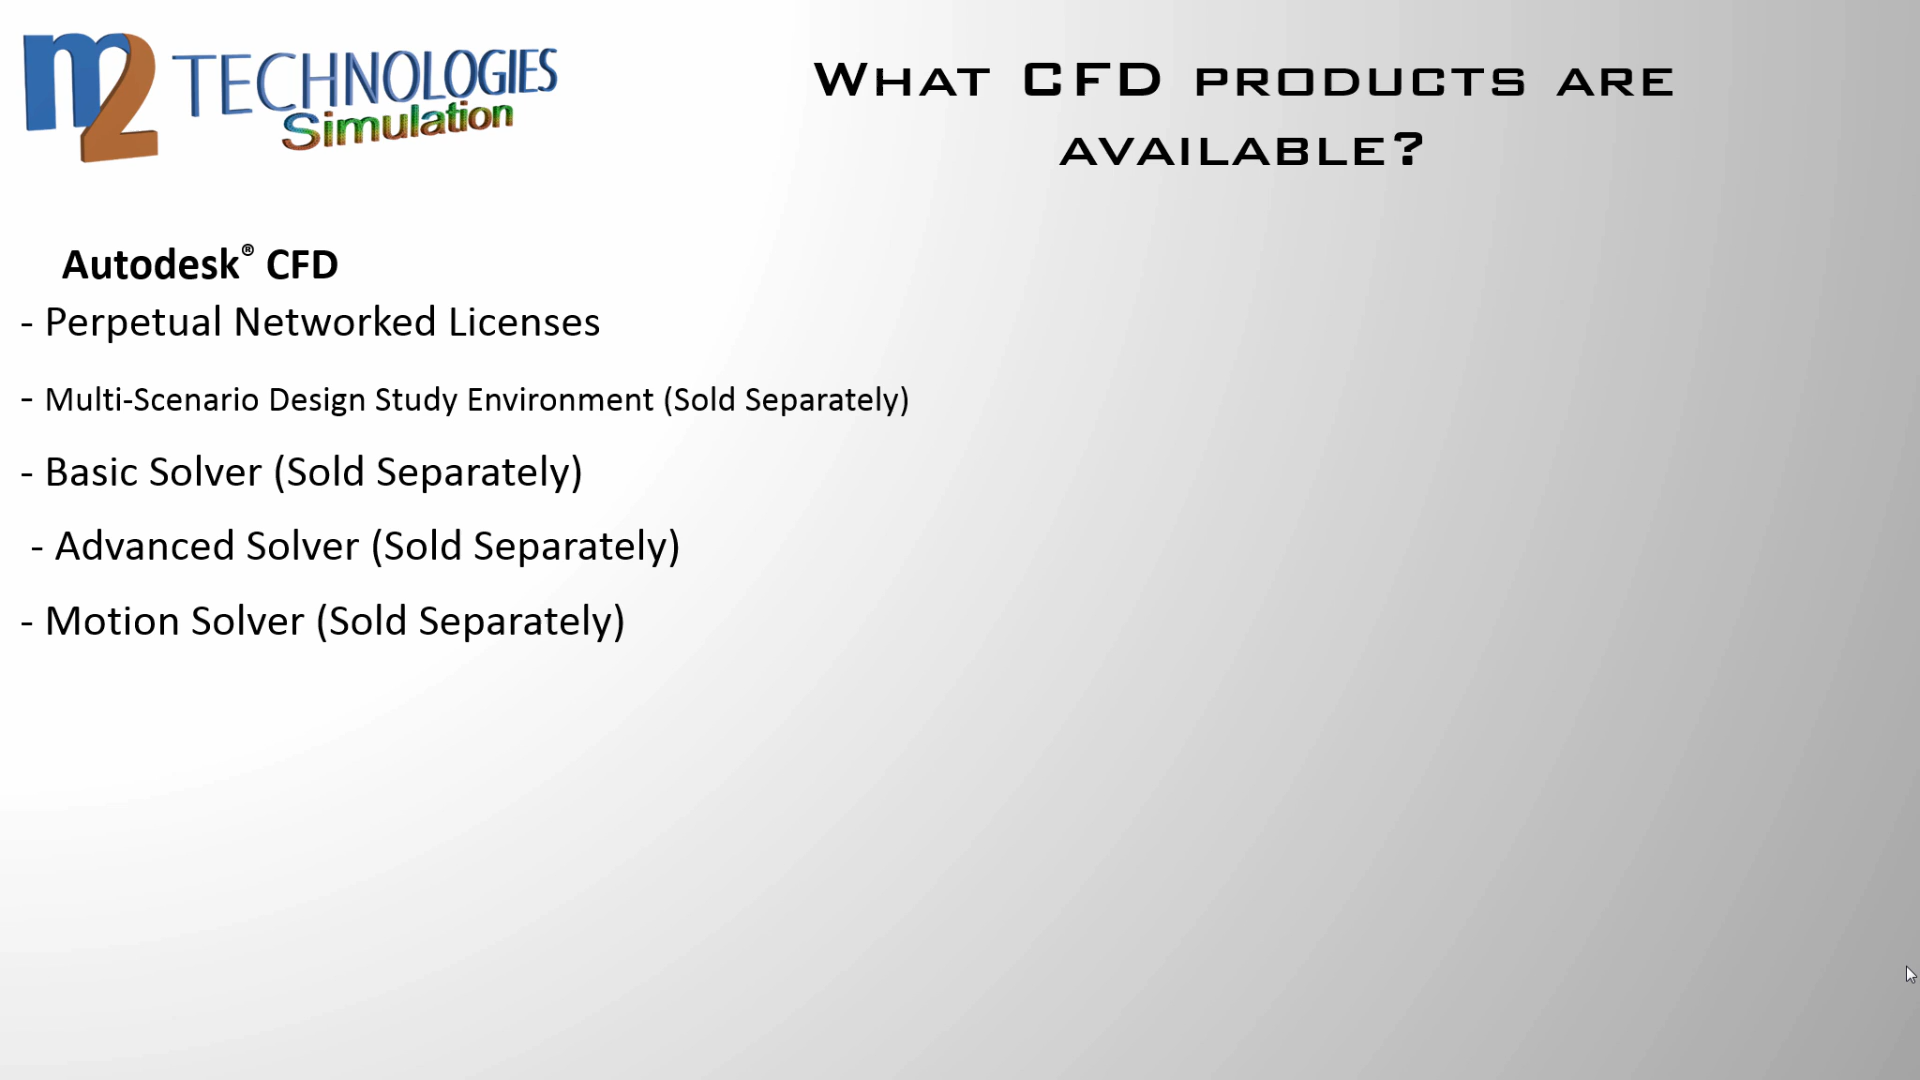 m2 TECHNOLOGIES
Simulation
What CFD products are
available?
Autodesk® CFD
- Perpetual Networked Licenses
- Multi-Scenario Design Study Environment (Sold Separately)
- Basic Solver (Sold Separately)
- Advanced Solver (Sold Separately)
- Motion Solver (Sold Separately)